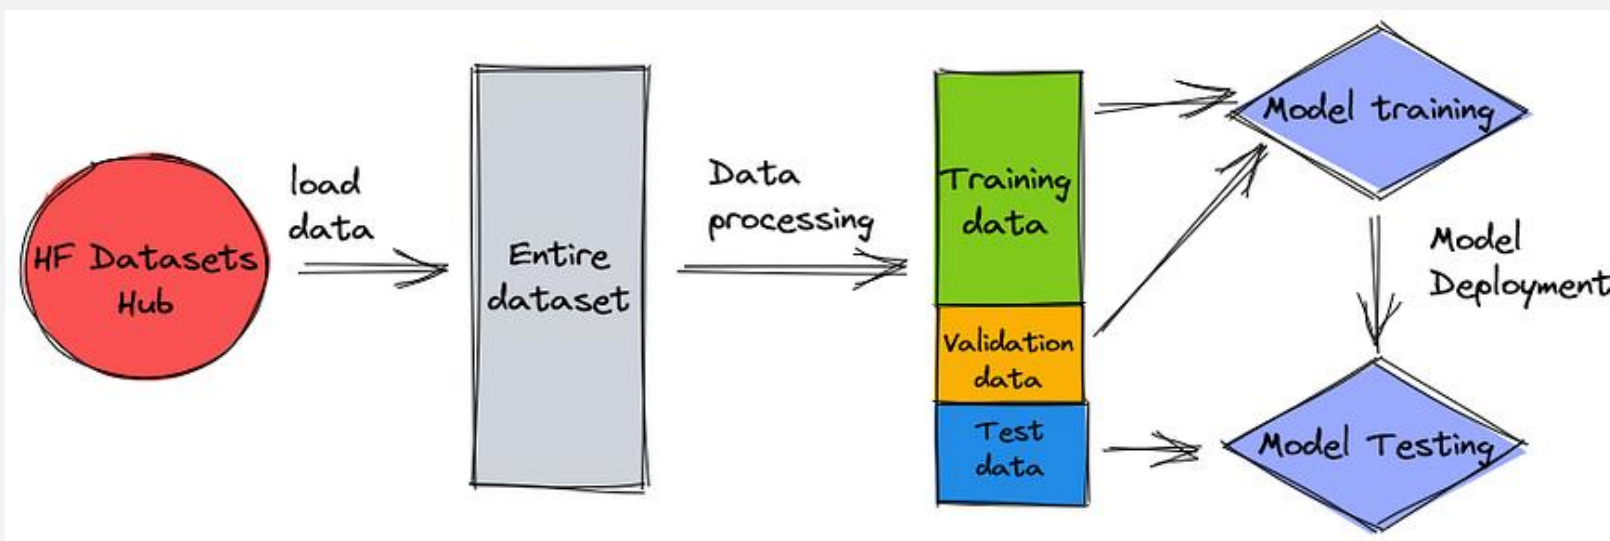 HF Datasets
Hub
load
data
Entire
dataset
Data
processing
Training
data
Validation
data
Test
data
Model training
Model
Deployment
Model Testing